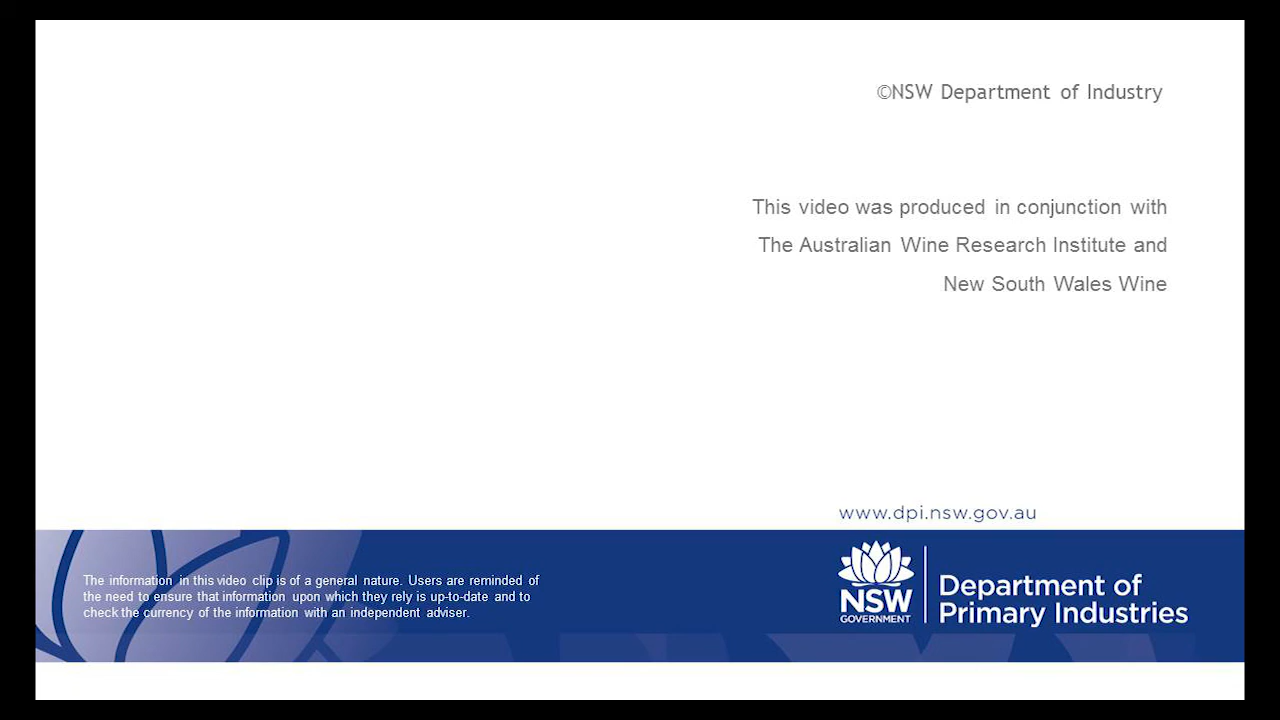 ©NSW Department of Industry
This video was produced in conjunction with
The Australian Wine Research Institute and
New South Wales Wine
www.dpi.nsw.gov.au
The information in this video clip is of a general nature. Users are reminded of
the need to ensure that information upon which they rely is up-to-date and to
check the currency of the information with an independent adviser.
NSW
GOVERNMENT
Department of
Primary Industries